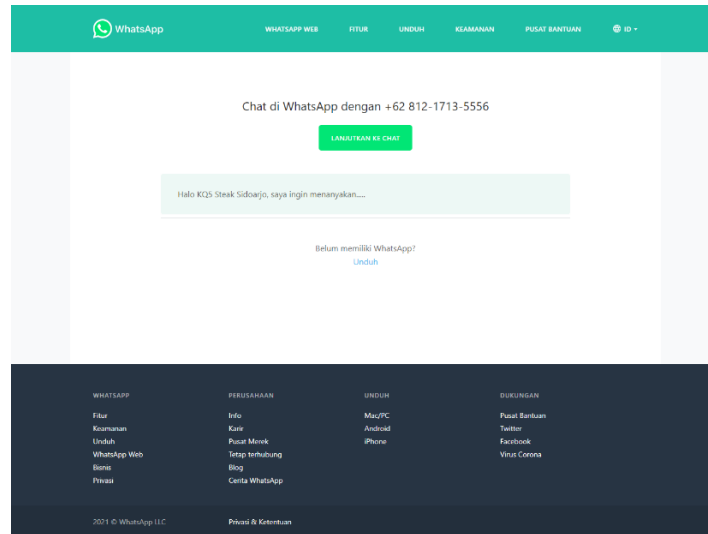 WhatsApp
WHATSAPP WEB FITUR UNDUH KEAMANAN PUSAT BANTUAN ID
Chat di WhatsApp dengan +62 812-1713-5556
LANJUTKAN KE CHAT
Halo KQ5 Steak Sidoarjo, saya ingin menanyakan.....
Belum memiliki WhatsApp?
Unduh
WHATSAPP PERUSAHAAN UNDUH DUKUNGAN
Fitur Info Mac/PC Pusat Bantuan
Keamanan Karir Android Twitter
Unduh Pusat Merek iPhone Facebook
WhatsApp Web Tetap terhubung Virus Corona
Bisnis Blog
Privasi Cerita WhatsApp
2021 © WhatsApp LLC Privasi & Ketentuan